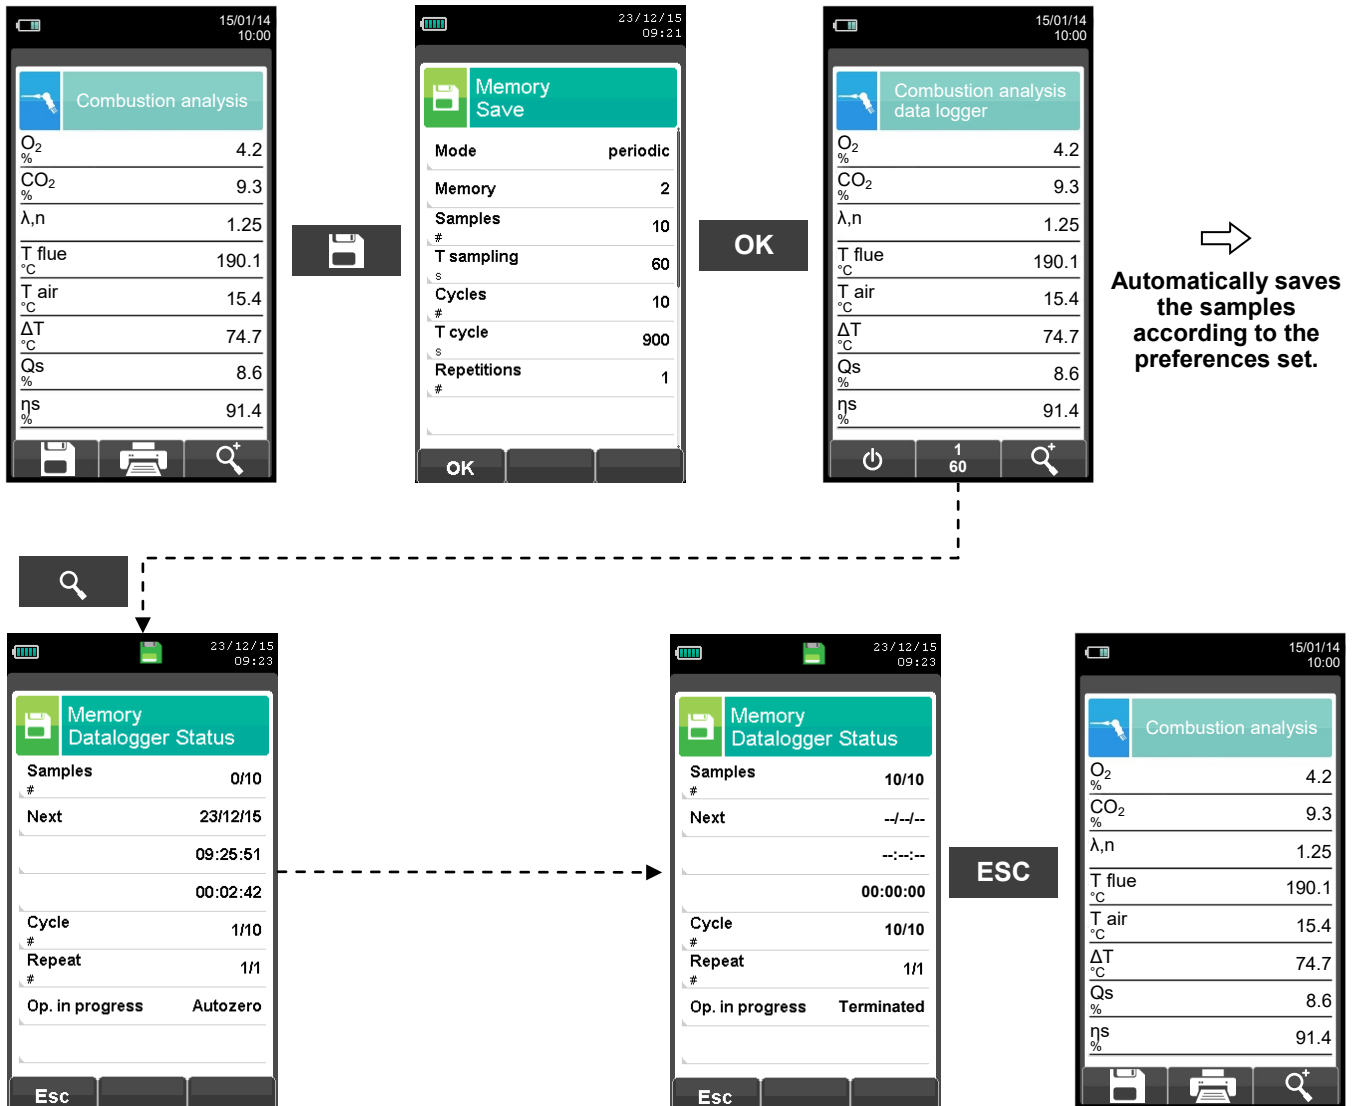 15/01/14
10:00
Combustion analysis
O2
%
4.2
CO2
%
9.3
λ,n
1.25
T flue
°C
190.1
T air
°C
15.4
ΔT
°C
74.7
Qs
%
8.6
ηs
%
91.4
23/12/15
09:21
Memory
Save
Mode periodic
Memory 2
Samples
#
10
T sampling
s
60
Cycles
#
10
T cycle
s
900
Repetitions
#
1
OK
OK
15/01/14
10:00
Combustion analysis
data logger
O2
%
4.2
CO2
%
9.3
λ,n
1.25
T flue
°C
190.1
T air
°C
15.4
ΔT
°C
74.7
Qs
%
8.6
ηs
%
91.4
1
60
Automatically saves
the samples
according to the
preferences set.
23/12/15
09:23
Memory
Datalogger Status
Samples
#
0/10
Next 23/12/15
09:25:51
00:02:42
Cycle
#
1/10
Repeat
#
1/1
Op. in progress Autozero
Esc
23/12/15
09:23
Memory
Datalogger Status
Samples
#
10/10
Next --/--/--
--:--:--
00:00:00
Cycle
#
10/10
Repeat
#
1/1
Op. in progress Terminated
Esc
ESC
15/01/14
10:00
Combustion analysis
O2
%
4.2
CO2
%
9.3
λ,n
1.25
T flue
°C
190.1
T air
°C
15.4
ΔT
°C
74.7
Qs
%
8.6
ηs
%
91.4